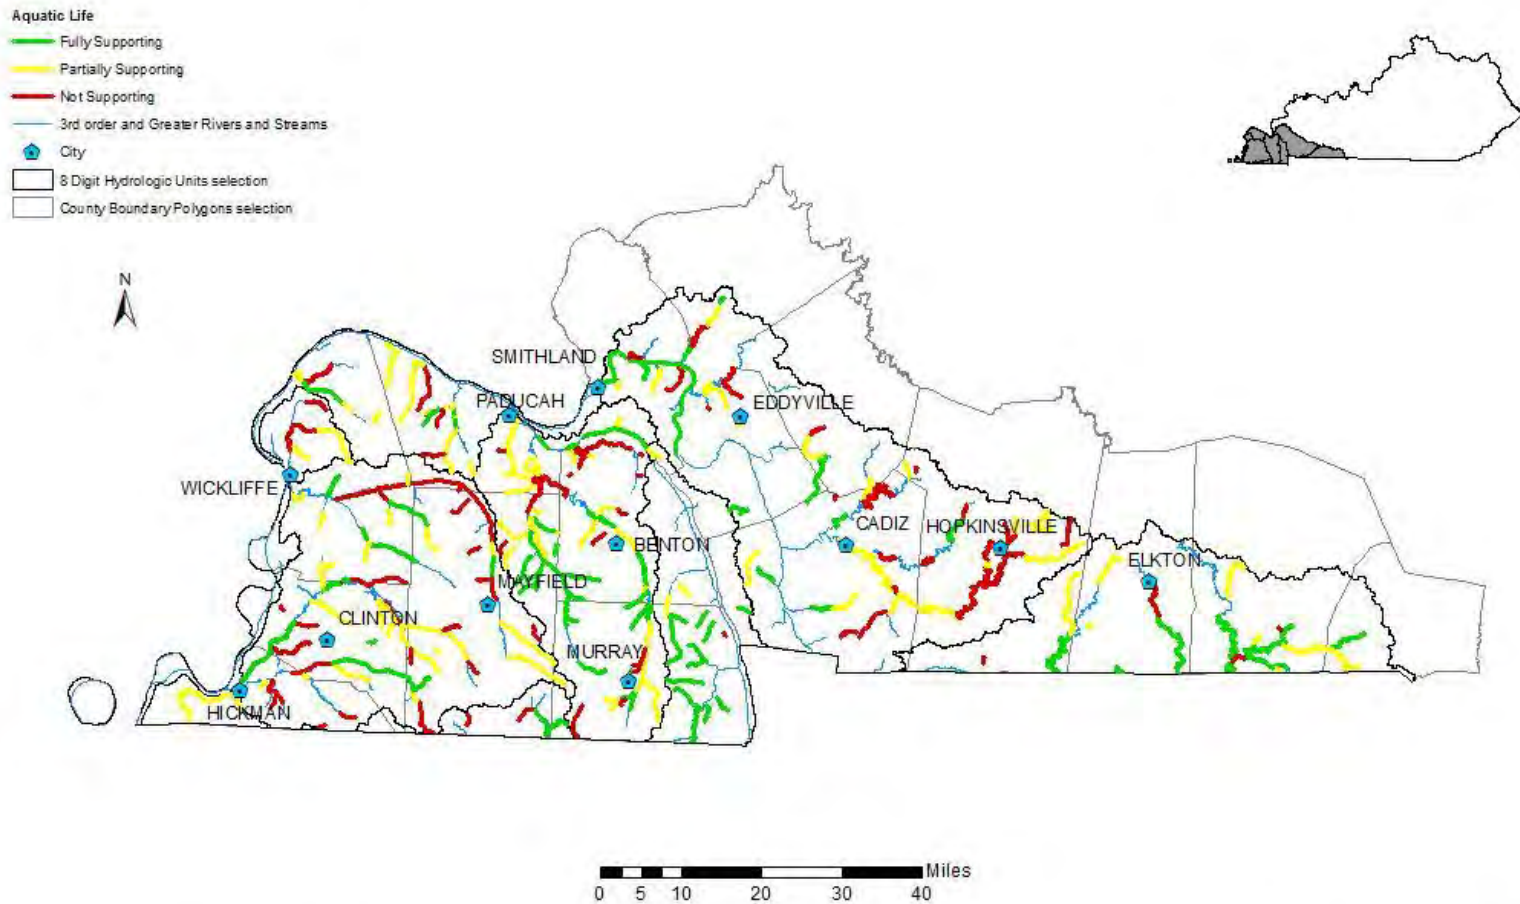 Aquatic Life
Fully Supporting
Partially Supporting
Not Supporting
3rd order and Greater Rivers and Streams
City
8 Digit Hydrologic Units selection
County Boundary Polygons selection
N
SMITHLAND
PADUCAH
EDDYVILLE
WICKLIFFE
CADIZ
HOPKINSVILLE
BENTON
ELKTON
MAYFIELD
CLINTON
MURRAY
HICKMAN
Miles
0 5 10 20 30 40